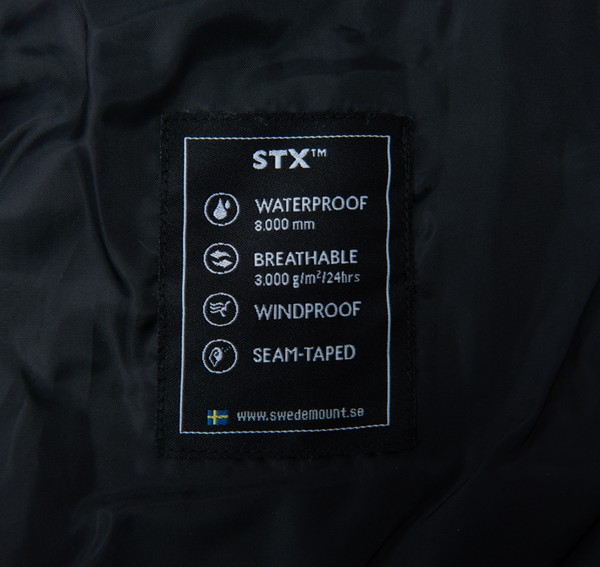 STX™
WATERPROOF
8.000 mm
BREATHABLE
3.000 g/m²/24hrs
WINDPROOF
SEAM-TAPED
www.swedemount.se